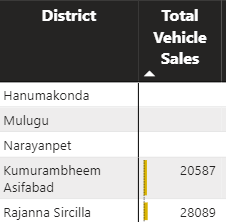 District Total
Vehicle
Sales
Hanumakonda
Mulugu
Narayanpet
Kumurambheem 20587
Asifabad
Rajanna Sircilla 28089